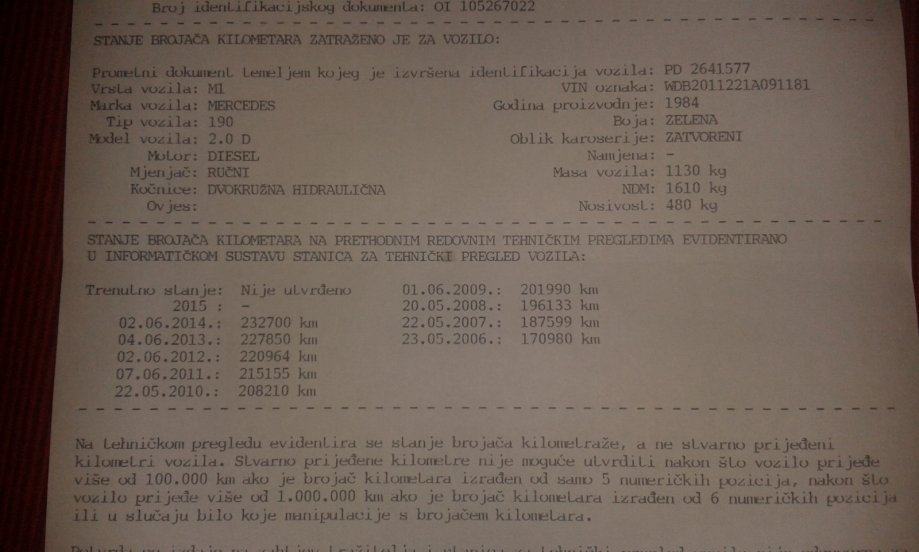 Broj identifikacijskog dokumenta: OI 105267022
STANJE BROJAČA KILOMETARA ZATRAŽENO JE ZA VOZILO:
Prometni dokument temeljem kojeg je izvršena identifikacija vozila: PD 2641577
Vrsta vozila: M1 VIN oznaka: WDB2011221A091181
Marka vozila: MERCEDES Godina proizvodnje: 1984
Tip vozila: 190 Boja: ZELENA
Model vozila: 2.0 D Oblik karoserije: ZATVORENI
Motor: DIESEL Namjena: -
Mjenjač: RUČNI Masa vozila: 1130 kg
Kočnice: DVOKRUŽNA HIDRAULIČNA NDM: 1610 kg
Ovjes: Nosivost: 480 kg
STANJE BROJAČA KILOMETARA NA PRETHODNIM REDOVNIM TEHNIČKIM PREGLEDIMA EVIDENTIRANO
U INFORMATIČKOM SUSTAVU STANICA ZA TEHNIČKI PREGLED VOZILA:
Trenutno stanje: Nije utvrđeno 01.06.2009.: 201990 km
2015 : - 20.05.2008.: 196133 km
02.06.2014.: 232700 km 22.05.2007.: 187599 km
04.06.2013.: 227850 km 23.05.2006.: 170980 km
02.06.2012.: 220964 km
07.06.2011.: 215155 km
22.05.2010.: 208210 km
Na tehničkom pregledu evidentira se stanje brojača kilometraže, a ne stvarno prijeđeni
kilometri vozila. Stvarno prijeđene kilometre nije moguće utvrditi nakon što vozilo prijeđe
više od 100.000 km ako je brojač kilometara izrađen od samo 5 numeričkih pozicija, nakon što
vozilo prijeđe više od 1.000.000 km ako je brojač kilometara izrađen od 6 numeričkih pozicija
ili u slučaju bilo koje manipulacije s brojačem kilometara.